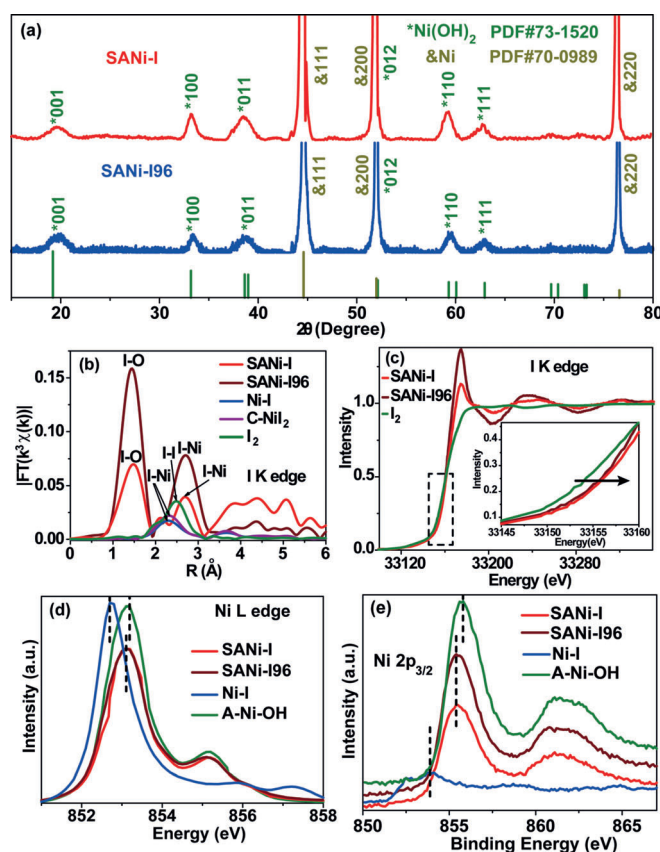 (a)
*Ni(OH)2 PDF#73-1520
&Ni PDF#70-0989
SANi-I
*001
*100
*011
&111
&200
*012
*110
*111
&220
SANi-I96
*001
*100
*011
&111
&200
*012
*110
*111
&220
20 30 40 50 60 70 80
2θ (Degree)
(b)
|FT(k³χ(k))|
0.15
0.10
0.05
0.00
I-O
I-O
I-Ni
I-I
I-Ni
I-Ni
SANi-I
SANi-I96
Ni-I
C-NiI2
I2
I K edge
0 1 2 3 4 5 6
R (Å)
(c)
I K edge
Intensity
1.0
0.5
0.0
SANi-I
SANi-I96
I2
Intensity
0.4
0.3
0.2
0.1
33145 33150 33155 33160
Energy(eV)
33120 33200 33280
Energy (eV)
(d)
Ni L edge
Intensity (a.u.)
SANi-I
SANi-I96
Ni-I
A-Ni-OH
852 854 856 858
Energy (eV)
(e)
Ni 2p3/2
Intensity (a.u.)
SANi-I
SANi-I96
Ni-I
A-Ni-OH
850 855 860 865
Binding Energy (eV)